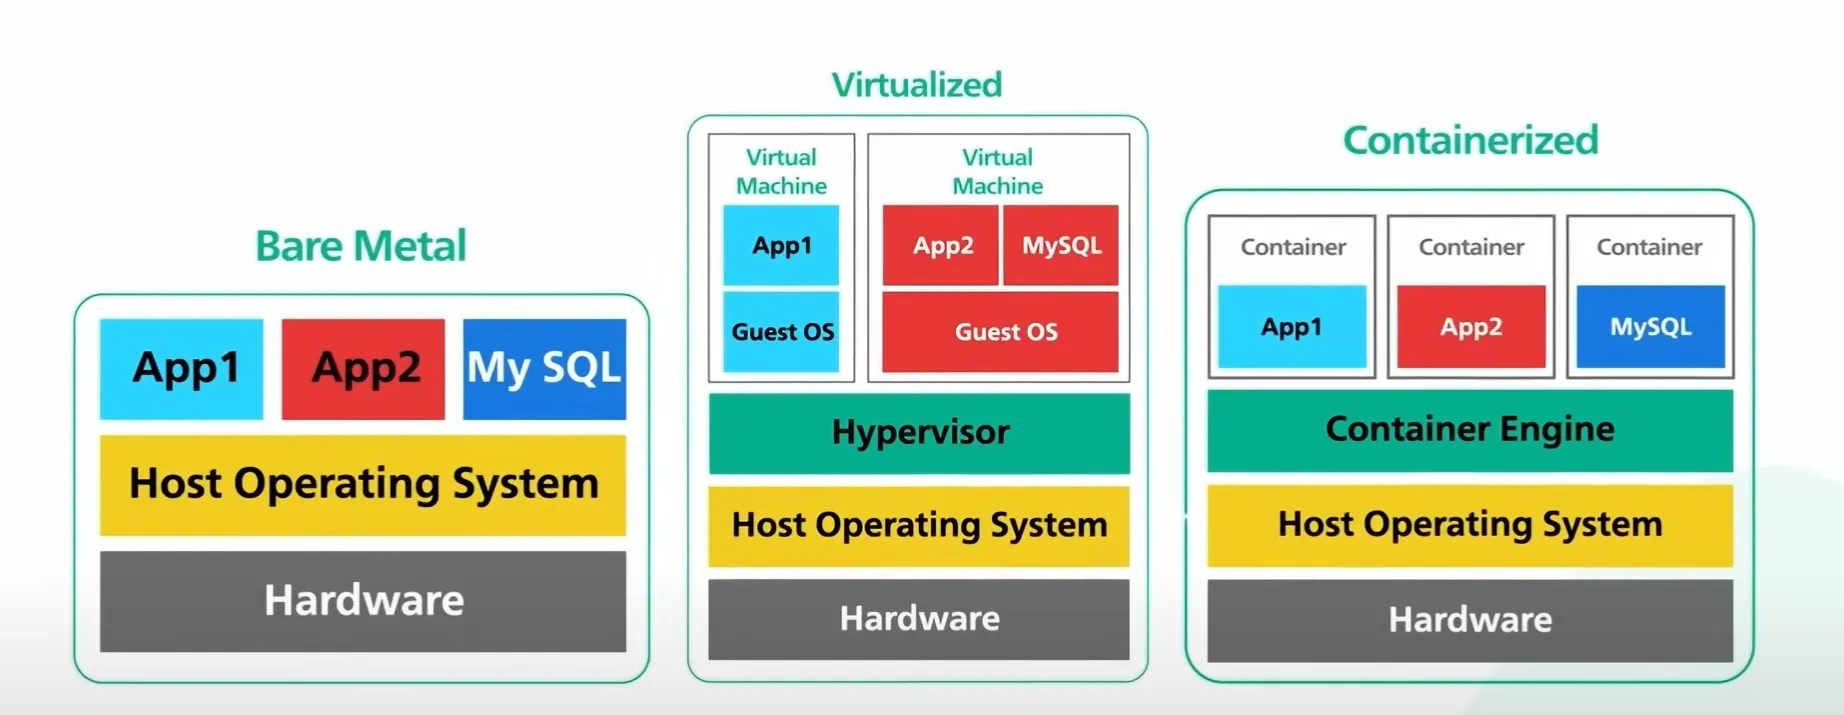 Bare Metal
App1
App2
My SQL
Host Operating System
Hardware
Virtualized
Virtual
Machine
App1
Guest OS
Virtual
Machine
App2
MySQL
Guest OS
Hypervisor
Host Operating System
Hardware
Containerized
Container
App1
Container
App2
Container
MySQL
Container Engine
Host Operating System
Hardware